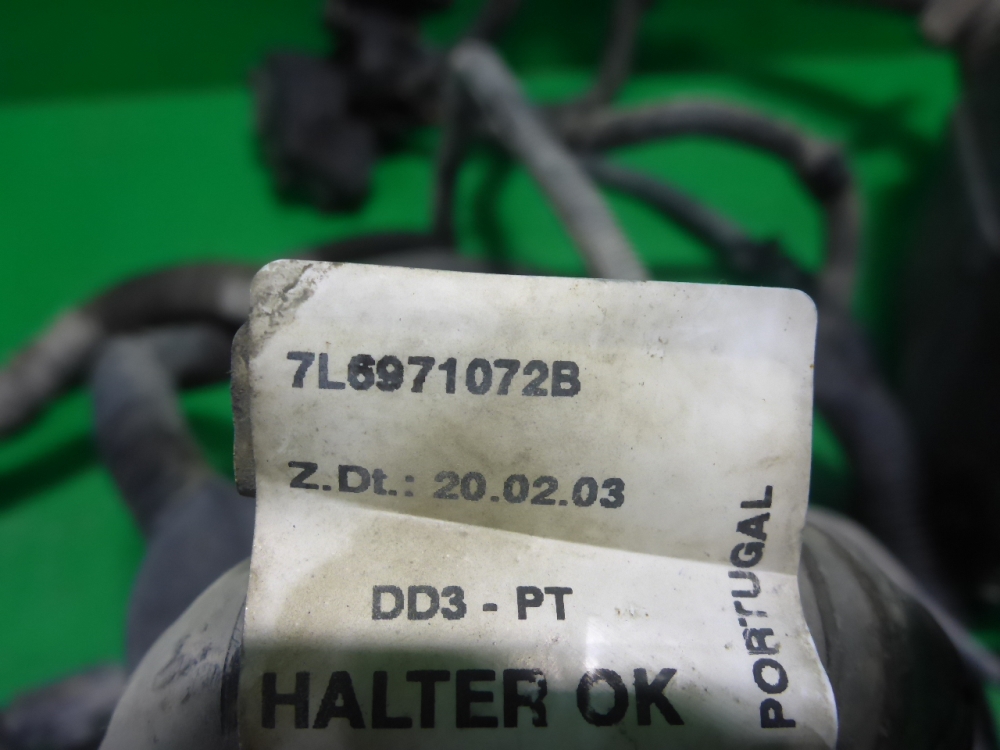 7L6971072B
Z.Dt.: 20.02.03
DD3 - PT
HALTER OK
PORTUGAL